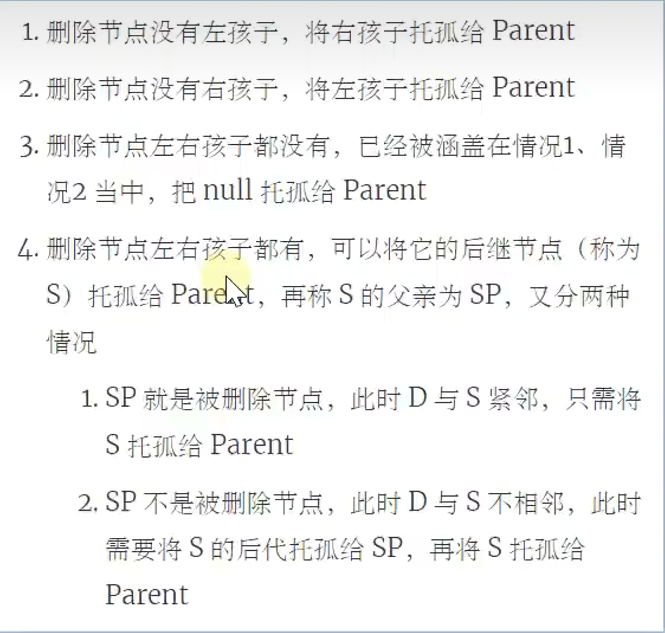 1. 删除节点没有左孩子，将右孩子托孤给 Parent
2. 删除节点没有右孩子，将左孩子托孤给 Parent
3. 删除节点左右孩子都没有，已经被涵盖在情况1、情
况2 当中，把 null 托孤给 Parent
4. 删除节点左右孩子都有，可以将它的后继节点（称为
S）托孤给 Parent，再称 S 的父亲为 SP，又分两种
情况
1. SP 就是被删除节点，此时 D 与 S 紧邻，只需将
S 托孤给 Parent
2. SP 不是被删除节点，此时 D 与 S 不相邻，此时
需要将 S 的后代托孤给 SP，再将 S 托孤给
Parent